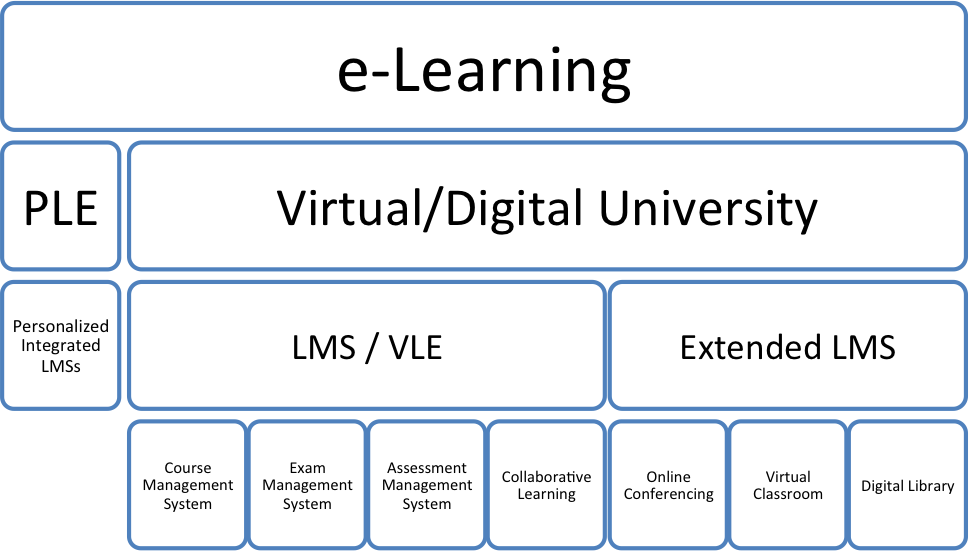 e-Learning
PLE
Virtual/Digital University
Personalized
Integrated
LMSs
LMS / VLE
Extended LMS
Course
Management
System
Exam
Management
System
Assessment
Management
System
Collaborative
Learning
Online
Conferencing
Virtual
Classroom
Digital Library